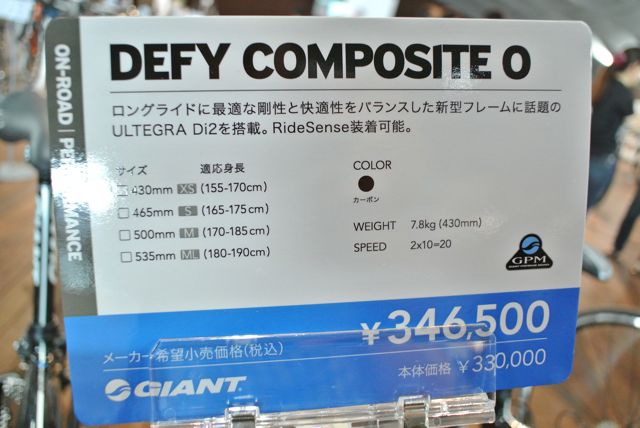 DEFY COMPOSITE 0
ON-ROAD | PERFORMANCE
ロングライドに最適な剛性と快適性をバランスした新型フレームに話題の
ULTEGRA Di2を搭載。RideSense装着可能。
サイズ 適応身長
430mm XS (155-170cm)
465mm S (165-175cm)
500mm M (170-185cm)
535mm ML (180-190cm)
COLOR
カーボン
WEIGHT 7.8kg (430mm)
SPEED 2x10=20
GPM
¥346,500
メーカー希望小売価格(税込)
本体価格 ¥330,000
GIANT